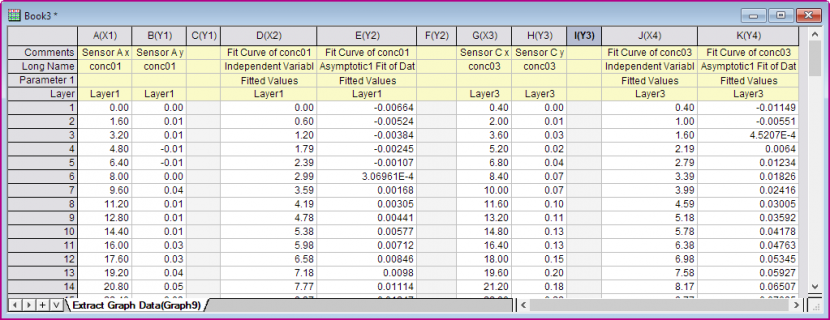 Book3 *
A(X1) B(Y1) C(Y1) D(X2) E(Y2) F(Y2) G(X3) H(Y3) I(Y3) J(X4) K(Y4)
Comments Sensor A x Sensor A y Fit Curve of conc01 Fit Curve of conc01 Sensor C x Sensor C y Fit Curve of conc03 Fit Curve of conc03
Long Name conc01 conc01 Independent Variabl Asymptotic1 Fit of Dat conc03 conc03 Independent Variabl Asymptotic1 Fit of Dat
Parameter 1 Fitted Values Fitted Values Fitted Values Fitted Values
Layer Layer1 Layer1 Layer1 Layer1 Layer3 Layer3 Layer3 Layer3
1 0.00 0.00 0.00 -0.00664 0.40 0.00 0.40 -0.01149
2 1.60 0.01 0.60 -0.00524 2.00 0.01 1.00 -0.00551
3 3.20 0.01 1.20 -0.00384 3.60 0.03 1.60 4.5207E-4
4 4.80 -0.01 1.79 -0.00245 5.20 0.02 2.19 0.0064
5 6.40 -0.01 2.39 -0.00107 6.80 0.04 2.79 0.01234
6 8.00 0.00 2.99 3.06961E-4 8.40 0.07 3.39 0.01826
7 9.60 0.04 3.59 0.00168 10.00 0.07 3.99 0.02416
8 11.20 0.01 4.19 0.00305 11.60 0.10 4.59 0.03005
9 12.80 0.01 4.78 0.00441 13.20 0.11 5.18 0.03592
10 14.40 0.01 5.38 0.00577 14.80 0.13 5.78 0.04178
11 16.00 0.03 5.98 0.00712 16.40 0.13 6.38 0.04763
12 17.60 0.03 6.58 0.00846 18.00 0.15 6.98 0.05345
13 19.20 0.04 7.18 0.0098 19.60 0.20 7.58 0.05927
14 20.80 0.05 7.77 0.01114 21.20 0.18 8.17 0.06507
Extract Graph Data(Graph9)